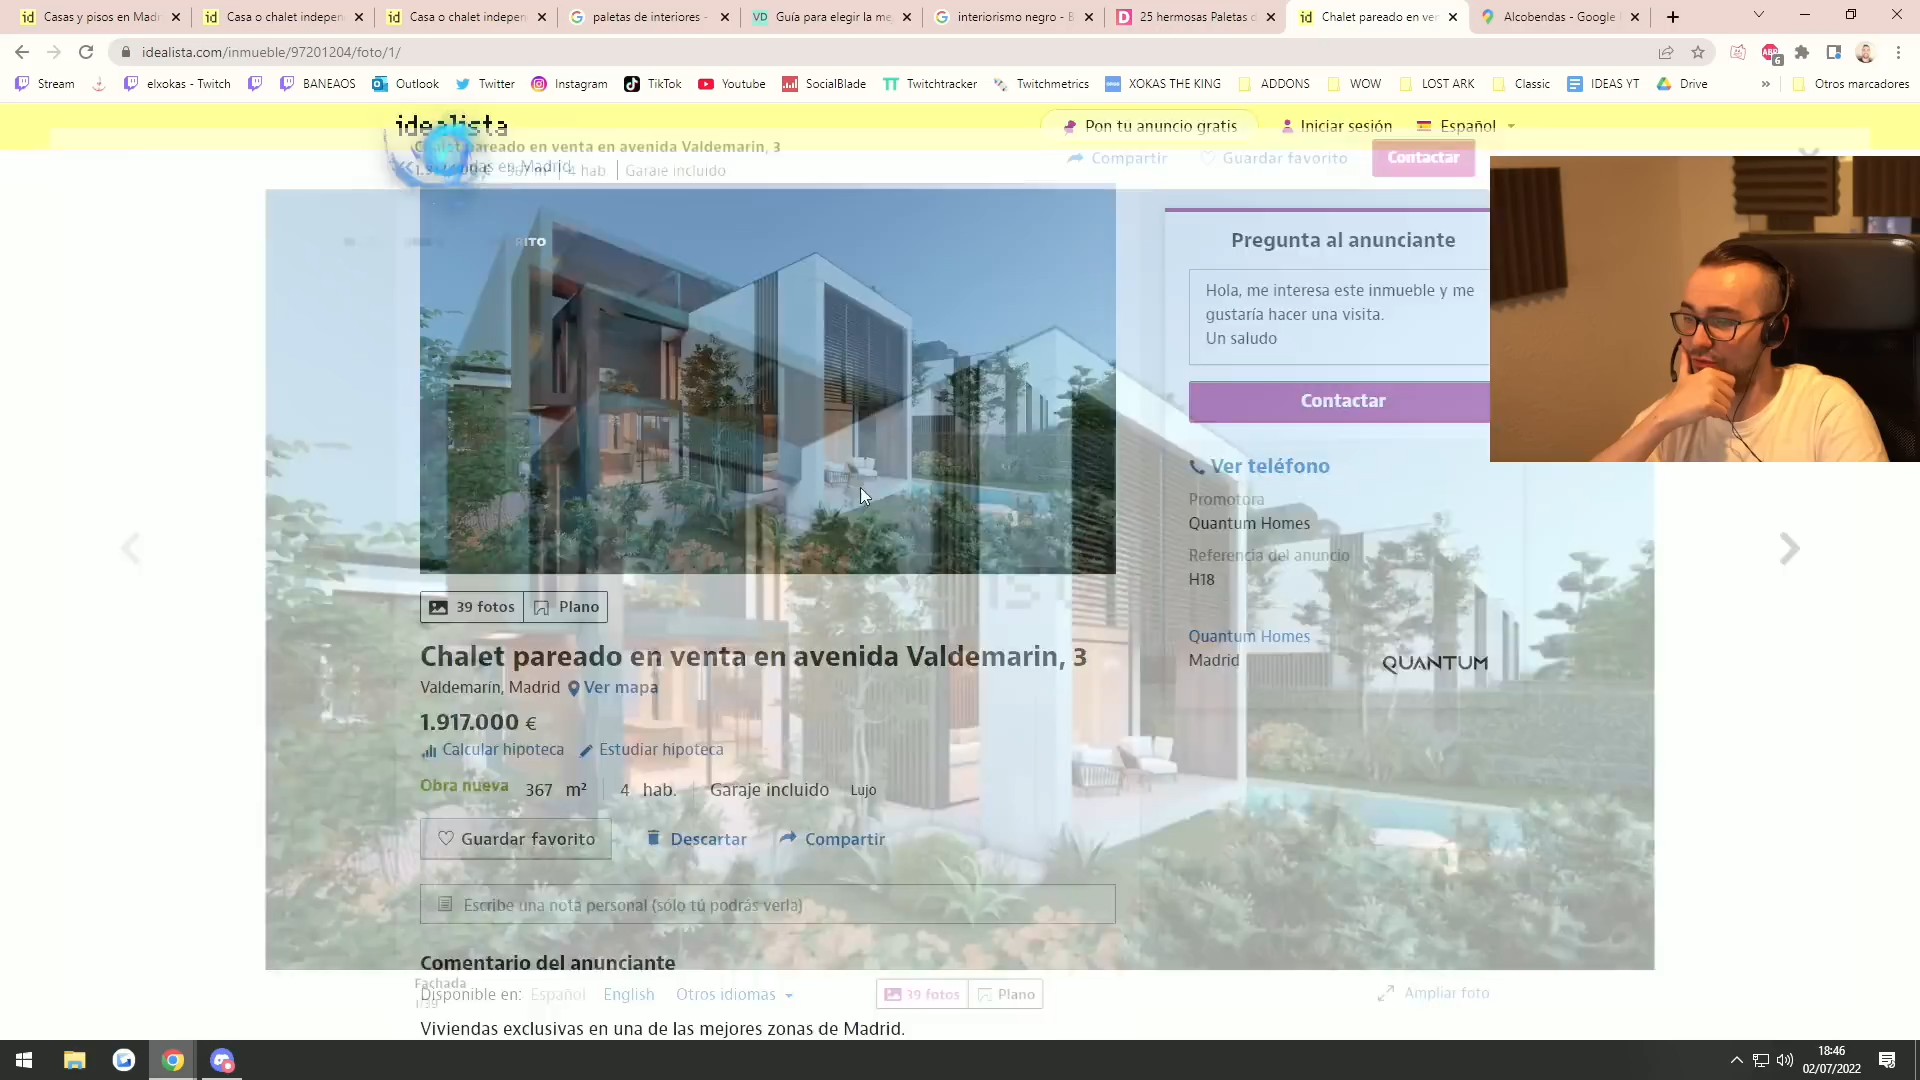 Casas y pisos en Madr
Casa o chalet indepen
Casa o chalet indepen
paletas de interiores -
Guía para elegir la me
interiorismo negro - B
25 hermosas Paletas d
Chalet pareado en ven
Alcobendas - Google
idealista.com/inmueble/97201204/foto/1/
Stream
elxokas - Twitch
BANEAOS
Outlook
Twitter
Instagram
TikTok
Youtube
SocialBlade
Twitchtracker
Twitchmetrics
XOKAS THE KING
ADDONS
WOW
LOST ARK
Classic
IDEAS YT
Drive
»
Otros marcadores
idealista
Pon tu anuncio gratis
Iniciar sesión
Español
Chalet pareado en venta en avenida Valdemarin, 3
4 hab
Garaje incluido
Compartir
Guardar favorito
Contactar
RITO
Pregunta al anunciante
Hola, me interesa este inmueble y me
gustaría hacer una visita.
Un saludo
Contactar
Ver teléfono
Promotora
Quantum Homes
Referencia del anuncio
H18
Quantum Homes
Madrid
QUANTUM
39 fotos
Plano
Chalet pareado en venta en avenida Valdemarin, 3
Valdemarín, Madrid
Ver mapa
1.917.000 €
Calcular hipoteca
Estudiar hipoteca
Obra nueva 367 m² 4 hab. Garaje incluido Lujo
Guardar favorito
Descartar
Compartir
Escribe una nota personal (sólo tú podrás verla)
Comentario del anunciante
Fachada
1/39
Disponible en: Español English Otros idiomas
39 fotos
Plano
Ampliar foto
Viviendas exclusivas en una de las mejores zonas de Madrid.
18:46
02/07/2022